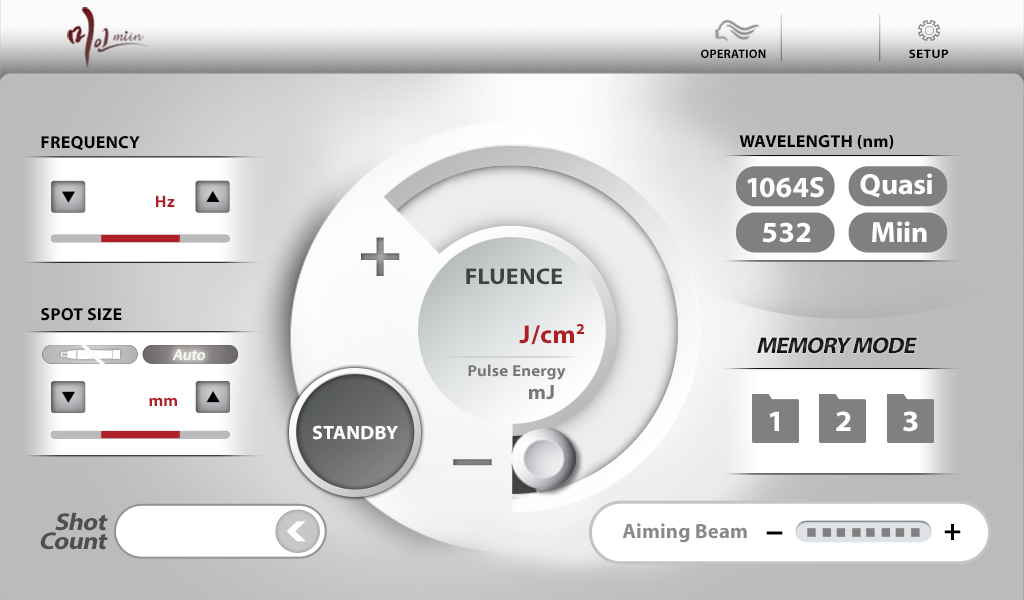 미인 miin
OPERATION
SETUP
FREQUENCY
Hz
SPOT SIZE
Auto
mm
Shot
Count
+
FLUENCE
J/cm²
Pulse Energy
mJ
STANDBY
−
WAVELENGTH (nm)
1064S Quasi
532 Miin
MEMORY MODE
1 2 3
Aiming Beam − +